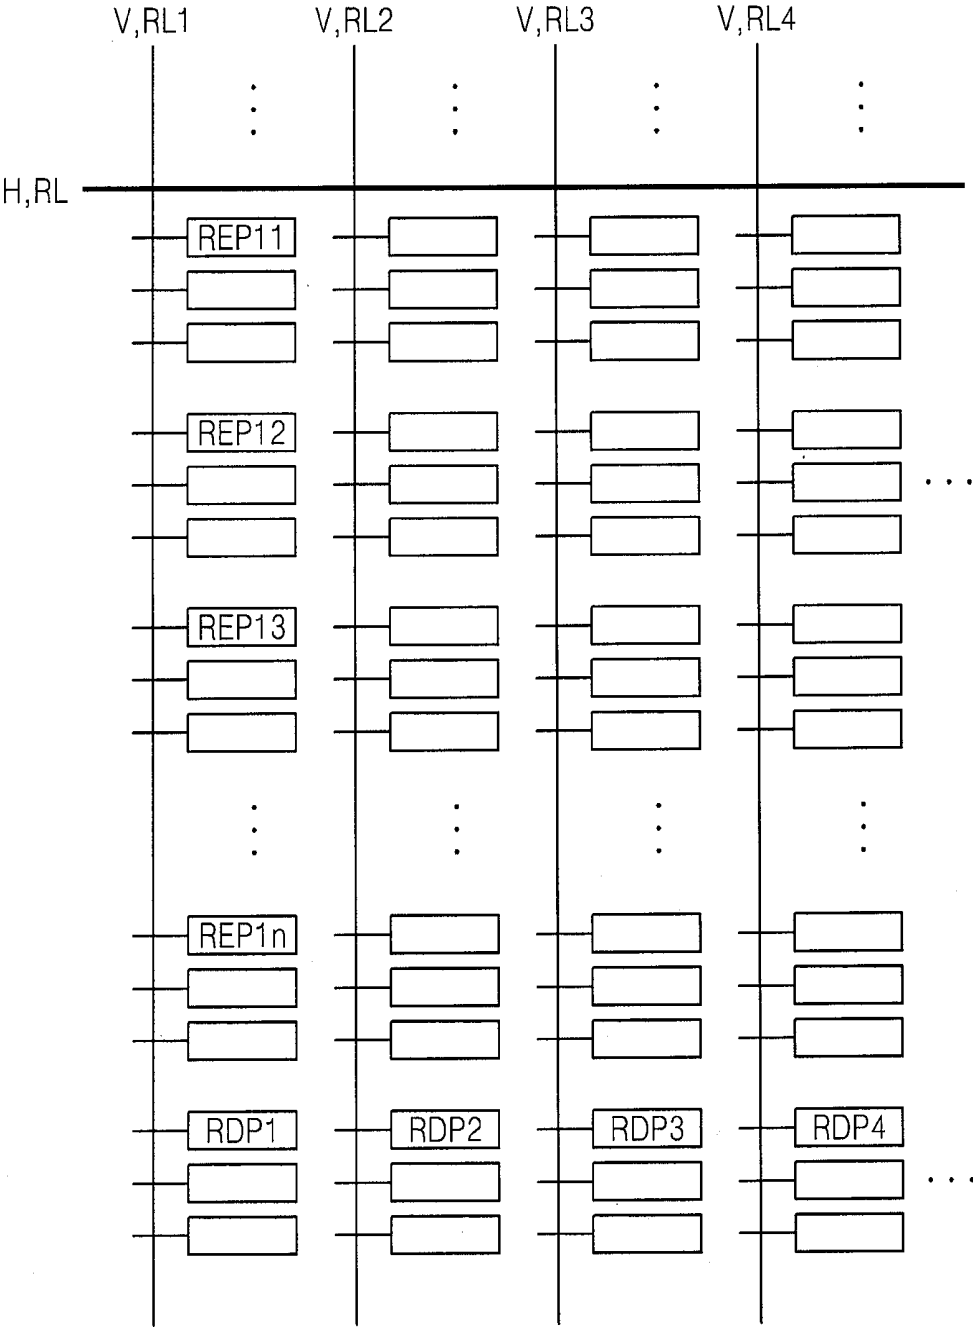 V,RL1 V,RL2 V,RL3 V,RL4
H,RL
REP11
REP12
REP13
REP1n
RDP1 RDP2 RDP3 RDP4